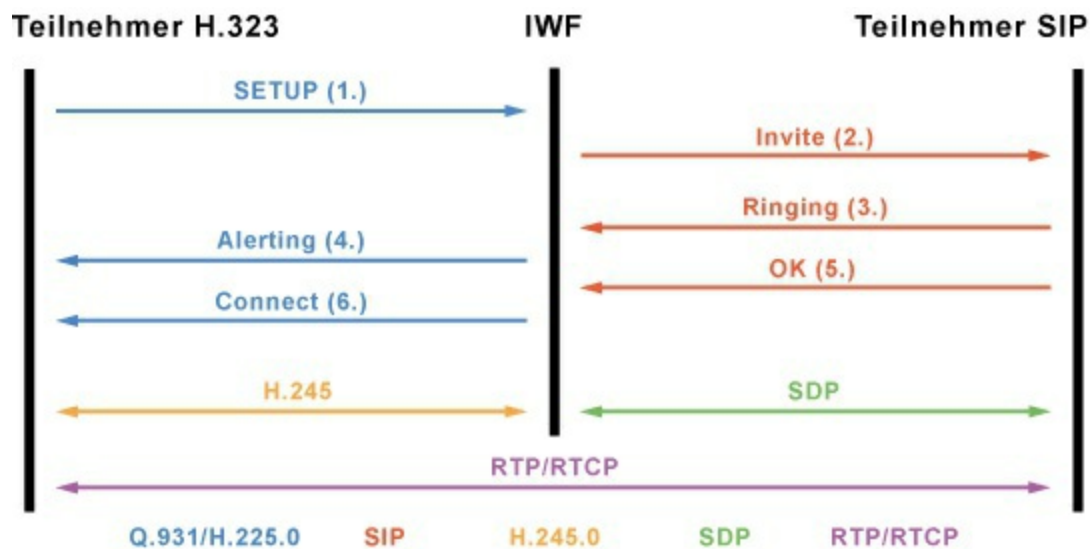 Teilnehmer H.323 IWF Teilnehmer SIP
SETUP (1.)
Invite (2.)
Ringing (3.)
Alerting (4.)
OK (5.)
Connect (6.)
H.245 SDP
RTP/RTCP
Q.931/H.225.0 SIP H.245.0 SDP RTP/RTCP